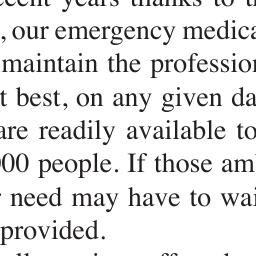 ecent years thanks to t
, our emergency medica
maintain the profession
t best, on any given da
are readily available to
000 people. If those am
need may have to wai
provided.